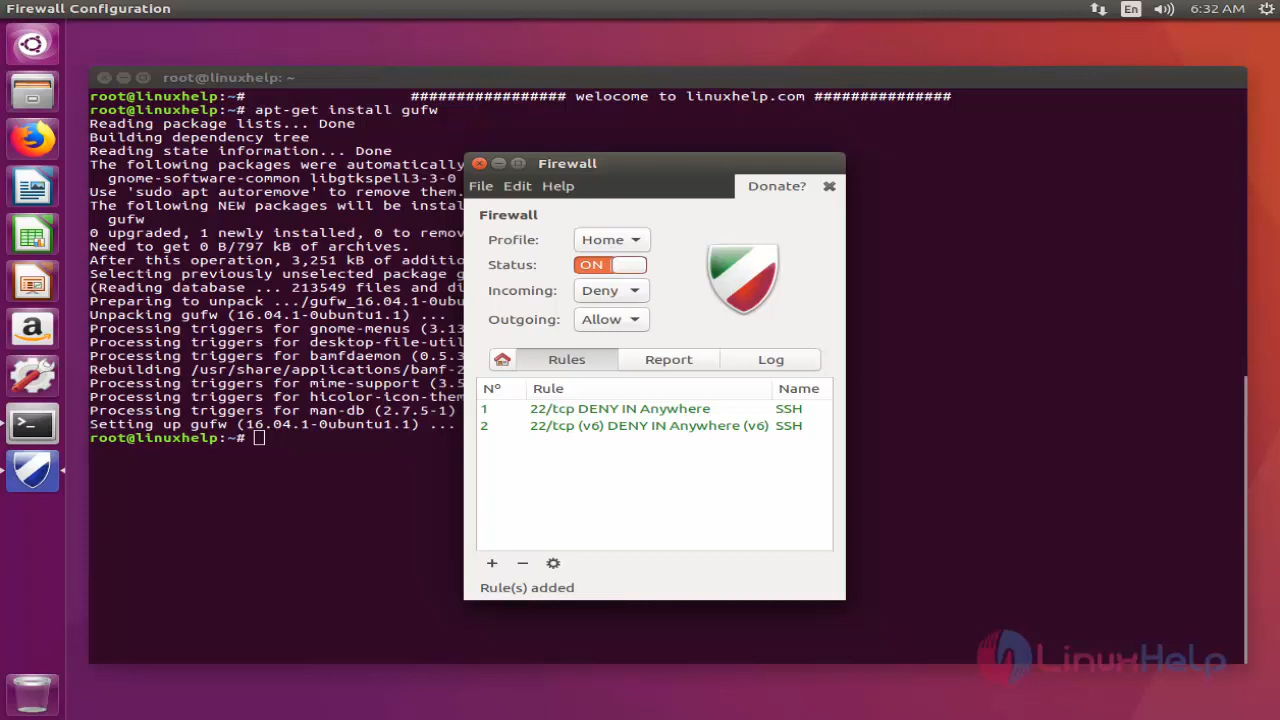 Firewall Configuration
En
6:32 AM
root@linuxhelp: ~
root@linuxhelp:~# ################# welocome to linuxhelp.com ###############
root@linuxhelp:~# apt-get install gufw
Reading package lists... Done
Building dependency tree
Reading state information... Done
The following packages were automatically
gnome-software-common libgtkspell3-3-0
Use 'sudo apt autoremove' to remove them.
The following NEW packages will be instal
gufw
0 upgraded, 1 newly installed, 0 to remov
Need to get 0 B/797 kB of archives.
After this operation, 3,251 kB of additio
Selecting previously unselected package g
(Reading database ... 213549 files and di
Preparing to unpack .../gufw_16.04.1-0ubu
Unpacking gufw (16.04.1-0ubuntu1.1) ...
Processing triggers for gnome-menus (3.13
Processing triggers for desktop-file-util
Processing triggers for bamfdaemon (0.5.3
Rebuilding /usr/share/applications/bamf-2
Processing triggers for mime-support (3.5
Processing triggers for hicolor-icon-them
Processing triggers for man-db (2.7.5-1)
Setting up gufw (16.04.1-0ubuntu1.1) ...
root@linuxhelp:~#
Firewall
File Edit Help Donate? ✖
Firewall
Profile: Home
Status: ON
Incoming: Deny
Outgoing: Allow
Rules Report Log
Nº Rule Name
1 22/tcp DENY IN Anywhere SSH
2 22/tcp (v6) DENY IN Anywhere (v6) SSH
+ −
Rule(s) added
LinuxHelp